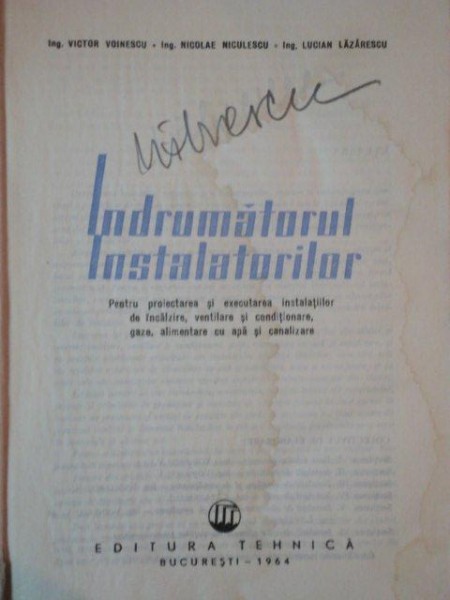 Ing. VICTOR VOINESCU - Ing. NICOLAE NICULESCU - Ing. LUCIAN LĂZĂRESCU
Îndrumătorul
Instalatorilor
Pentru proiectarea și executarea instalațiilor
de încălzire, ventilare și condiționare,
gaze, alimentare cu apă și canalizare
EDITURA TEHNICĂ
BUCUREȘTI - 1964